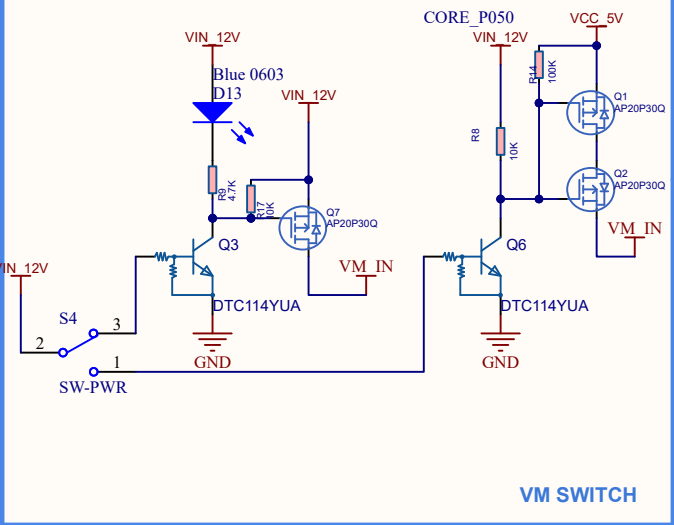 CORE_P050
VCC_5V
VIN_12V
VIN_12V
Blue 0603
D13
VIN_12V
R14
100K
Q1
AP20P30Q
R8
10K
R9
4.7K
R17
Q7
AP20P30Q
Q2
AP20P30Q
VM_IN
Q3
Q6
VM_IN
VIN_12V
DTC114YUA
DTC114YUA
S4
3
2
GND
GND
1
SW-PWR
VM SWITCH